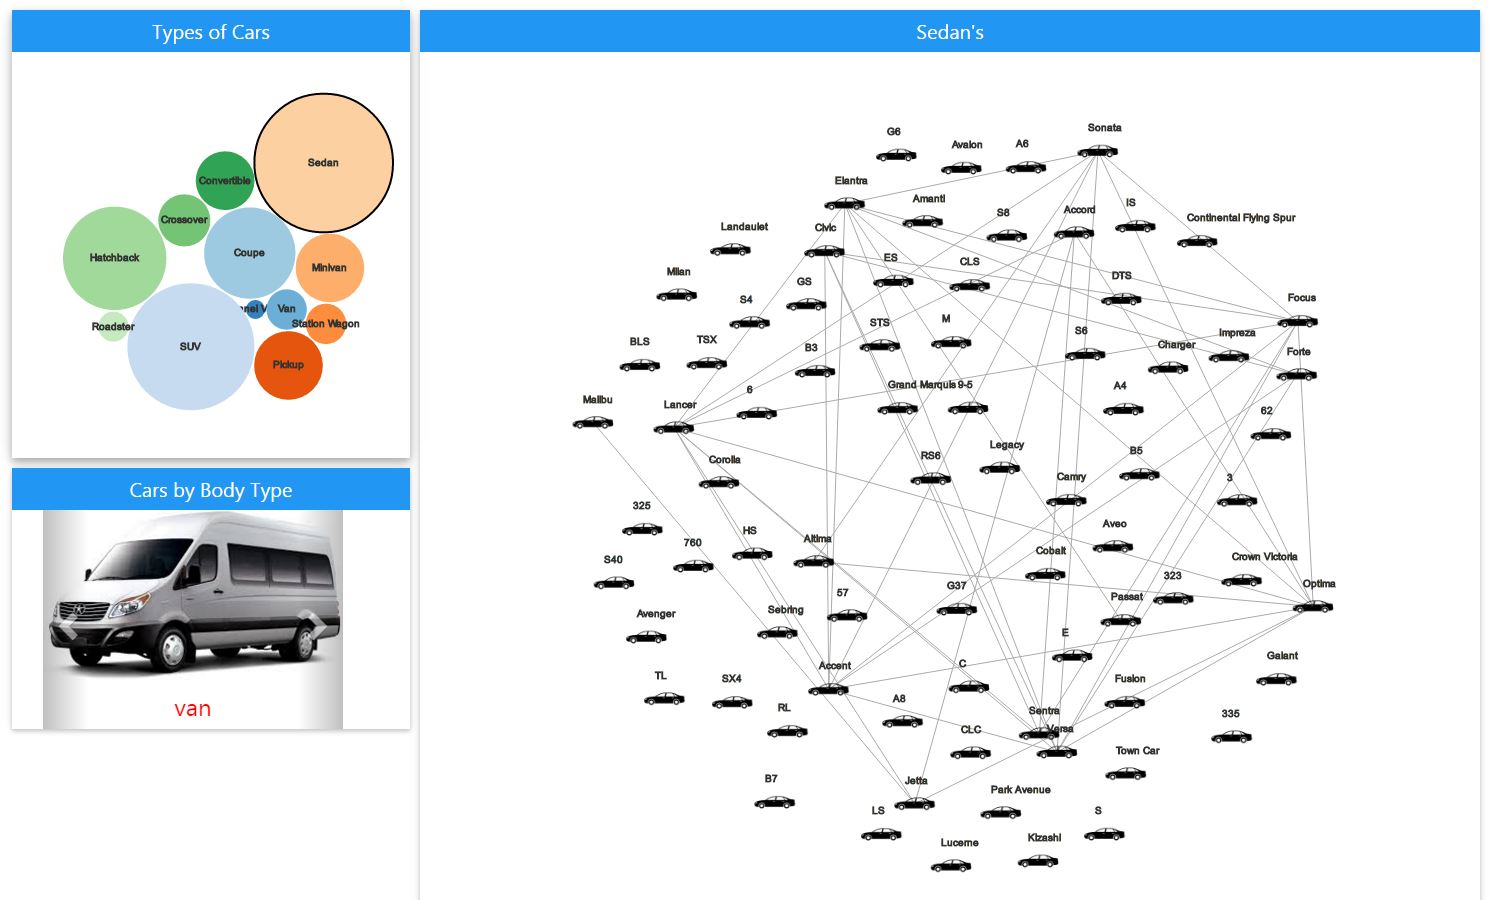 Types of Cars
Sedan
Convertible
Crossover
Coupe
Hatchback
Minivan
nel V
Van
Station Wagon
Roadster
SUV
Pickup
Cars by Body Type
van
Sedan's
Sonata
G6
Avalon
A6
Elantra
Amanti
IS
S8
Accord
Continental Flying Spur
Landaulet
Civic
ES
CLS
Milan
GS
DTS
S4
Focus
STS
M
S6
Impreza
BLS
TSX
B3
Charger
Forte
Grand Marquis
9-5
A4
6
Malibu
Lancer
62
Legacy
B5
Corolla
RS6
Camry
3
325
HS
Aveo
760
Altima
Cobalt
Crown Victoria
S40
323
Optima
57
G37
Passat
Avenger
Sebring
E
Accent
C
Galant
TL
SX4
Fusion
RL
A8
Sentra
335
CLC
Versa
Town Car
B7
Jetta
Park Avenue
LS
S
Lucerne
Kizashi